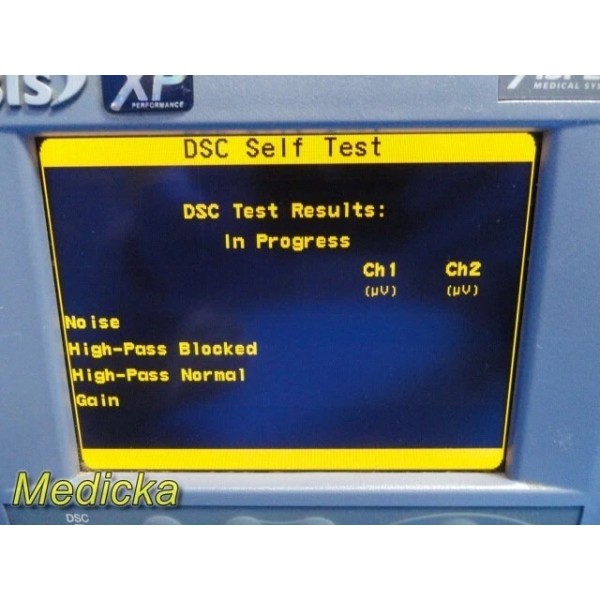 XP
PERFORMANCE
MEDICAL
DSC Self Test
DSC Test Results:
In Progress
Ch1 Ch2
(µV) (µV)
Noise
High-Pass Blocked
High-Pass Normal
Gain
Medicka
DSC